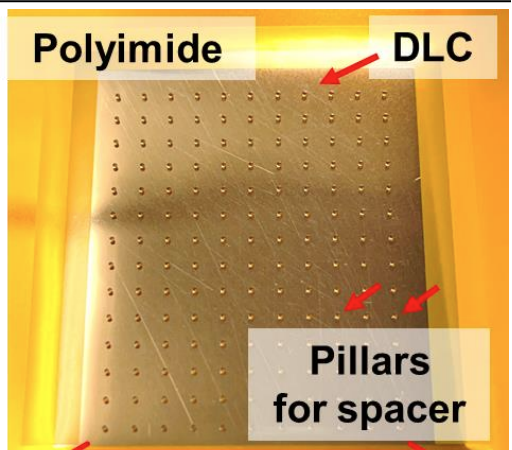 Polyimide
DLC
Pillars
for spacer